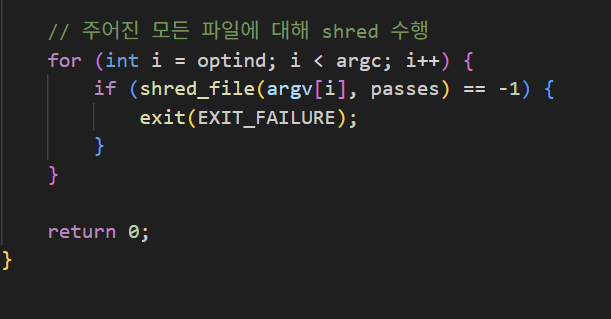 // 주어진 모든 파일에 대해 shred 수행
for (int i = optind; i < argc; i++) {
if (shred_file(argv[i], passes) == -1) {
exit(EXIT_FAILURE);
}
}
return 0;
}